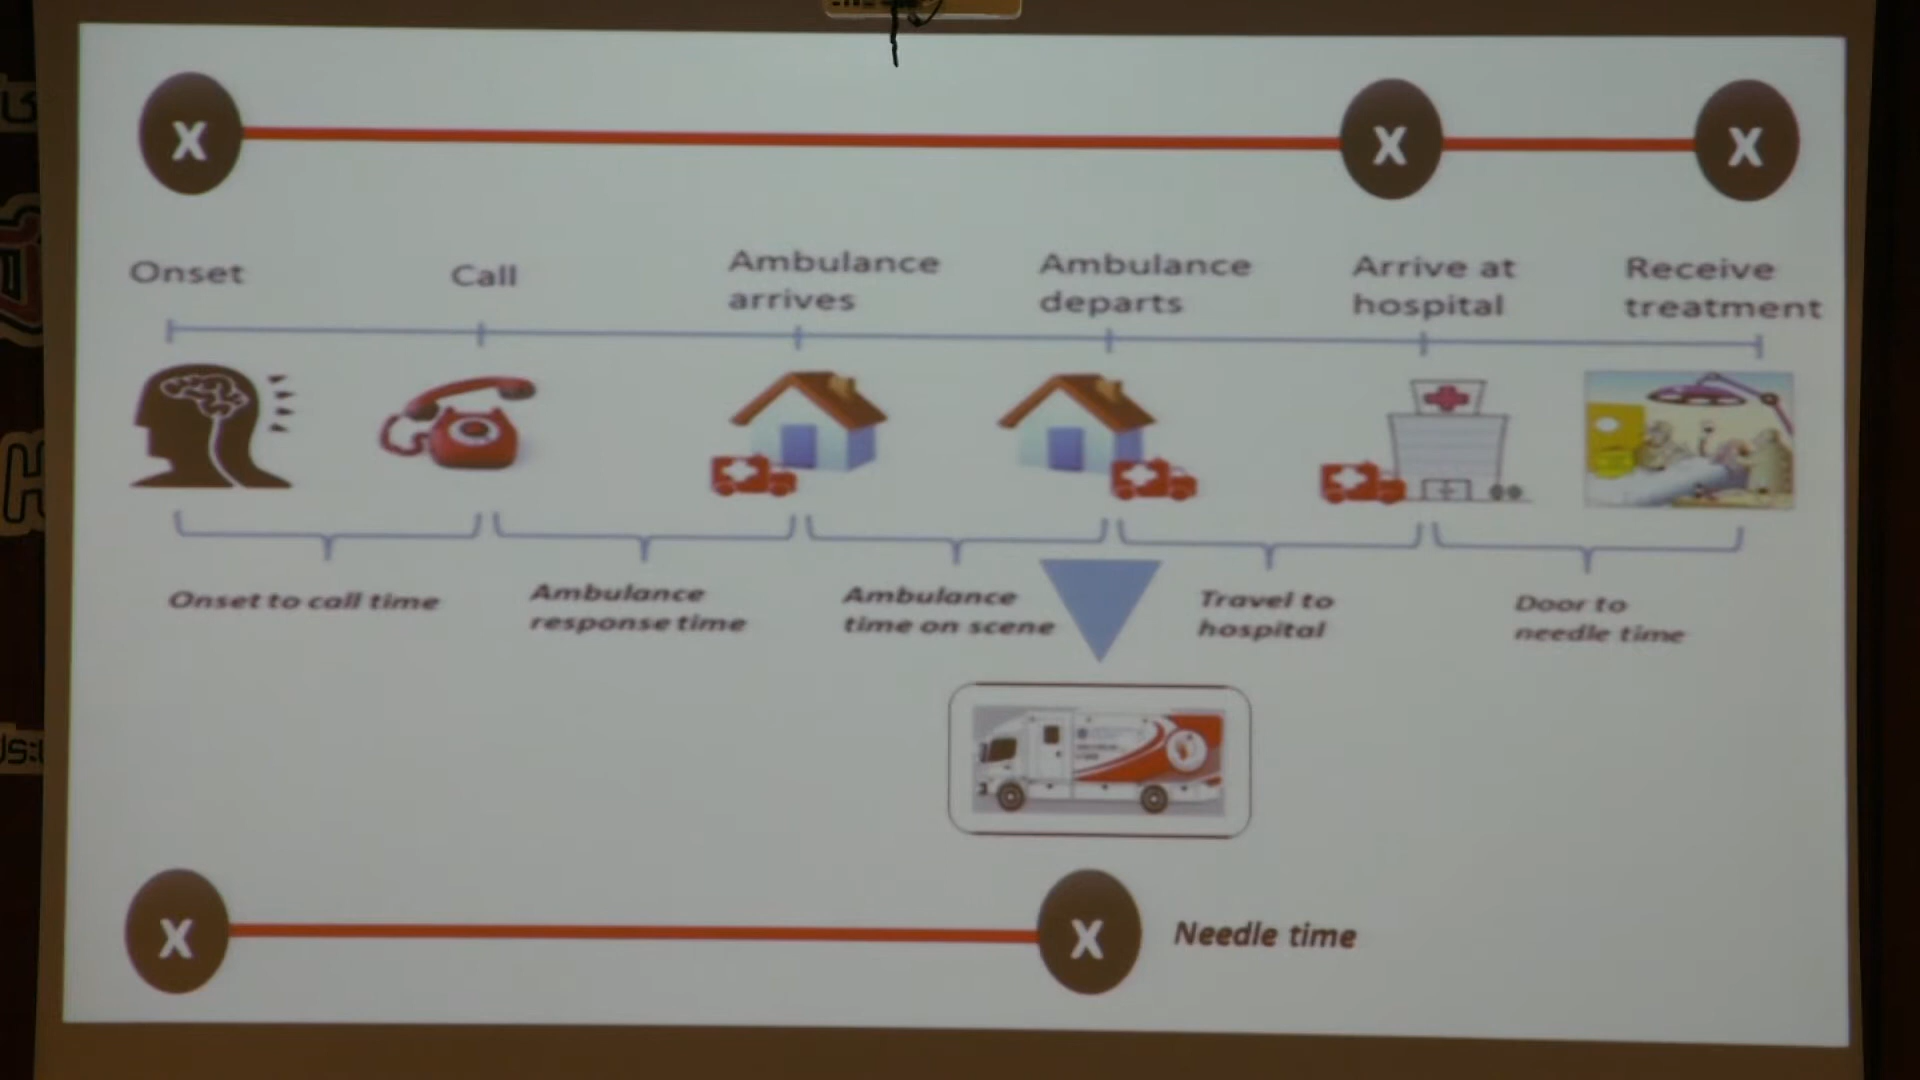 X
X
X
Onset
Call
Ambulance
arrives
Ambulance
departs
Arrive at
hospital
Receive
treatment
Onset to call time
Ambulance
response time
Ambulance
time on scene
Travel to
hospital
Door to
needle time
X
X
Needle time